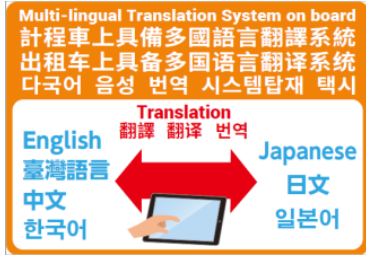 Multi-lingual Translation System on board
計程車上具備多國語言翻譯系統
出租车上具备多国语言翻译系统
다국어 음성 번역 시스템탑재 택시
Translation
翻譯 翻译 번역
English
臺灣語言
中文
한국어
Japanese
日文
일본어